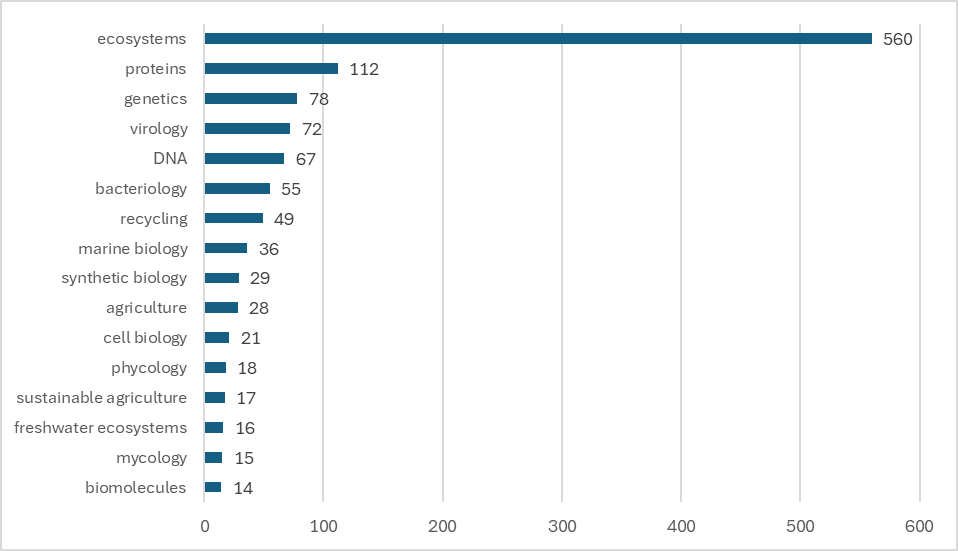 ecosystems 560
proteins 112
genetics 78
virology 72
DNA 67
bacteriology 55
recycling 49
marine biology 36
synthetic biology 29
agriculture 28
cell biology 21
phycology 18
sustainable agriculture 17
freshwater ecosystems 16
mycology 15
biomolecules 14
0 100 200 300 400 500 600